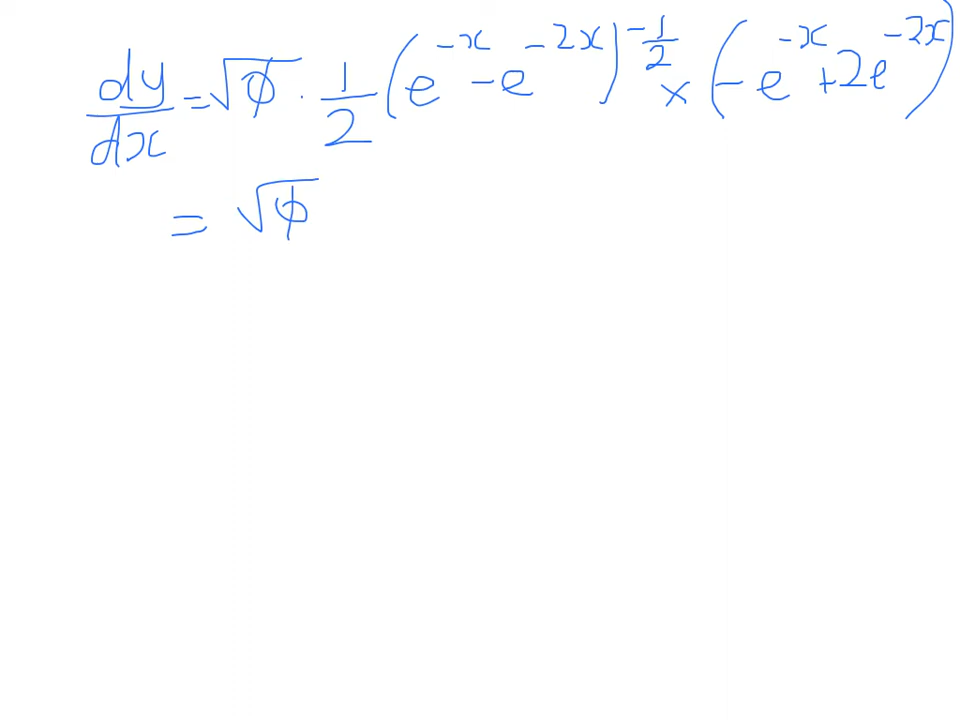 dy/dx = √ϕ · 1/2 (e^{-x} - e^{-2x})^{-1/2} × (-e^{-x} + 2e^{-2x})
= √ϕ